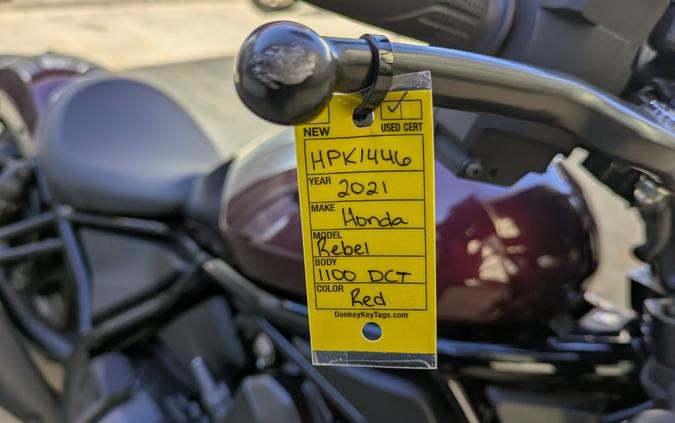 NEW USED CERT
HPK1446
YEAR 2021
MAKE Honda
MODEL Rebel
BODY 1100 DCT
COLOR Red
DonkeyKeyTags.com